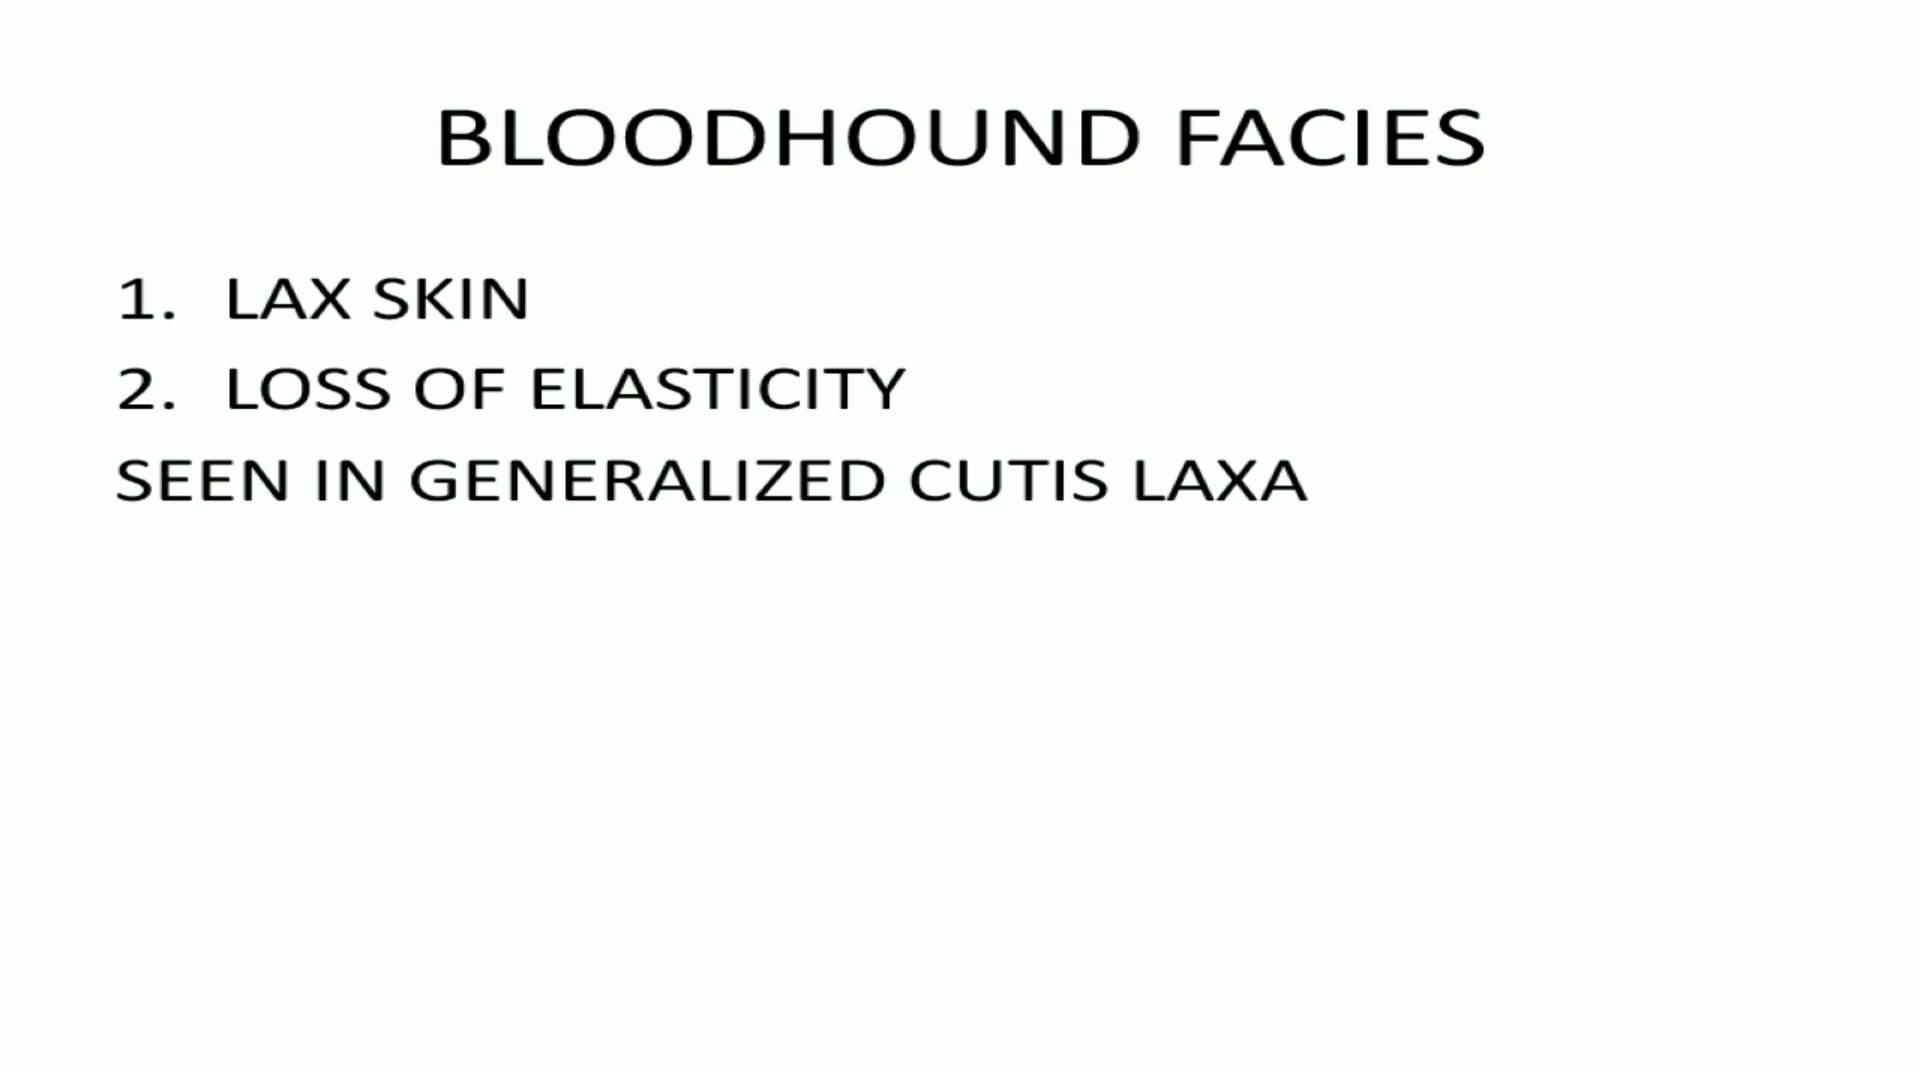 BLOODHOUND FACIES
1. LAX SKIN
2. LOSS OF ELASTICITY
SEEN IN GENERALIZED CUTIS LAXA